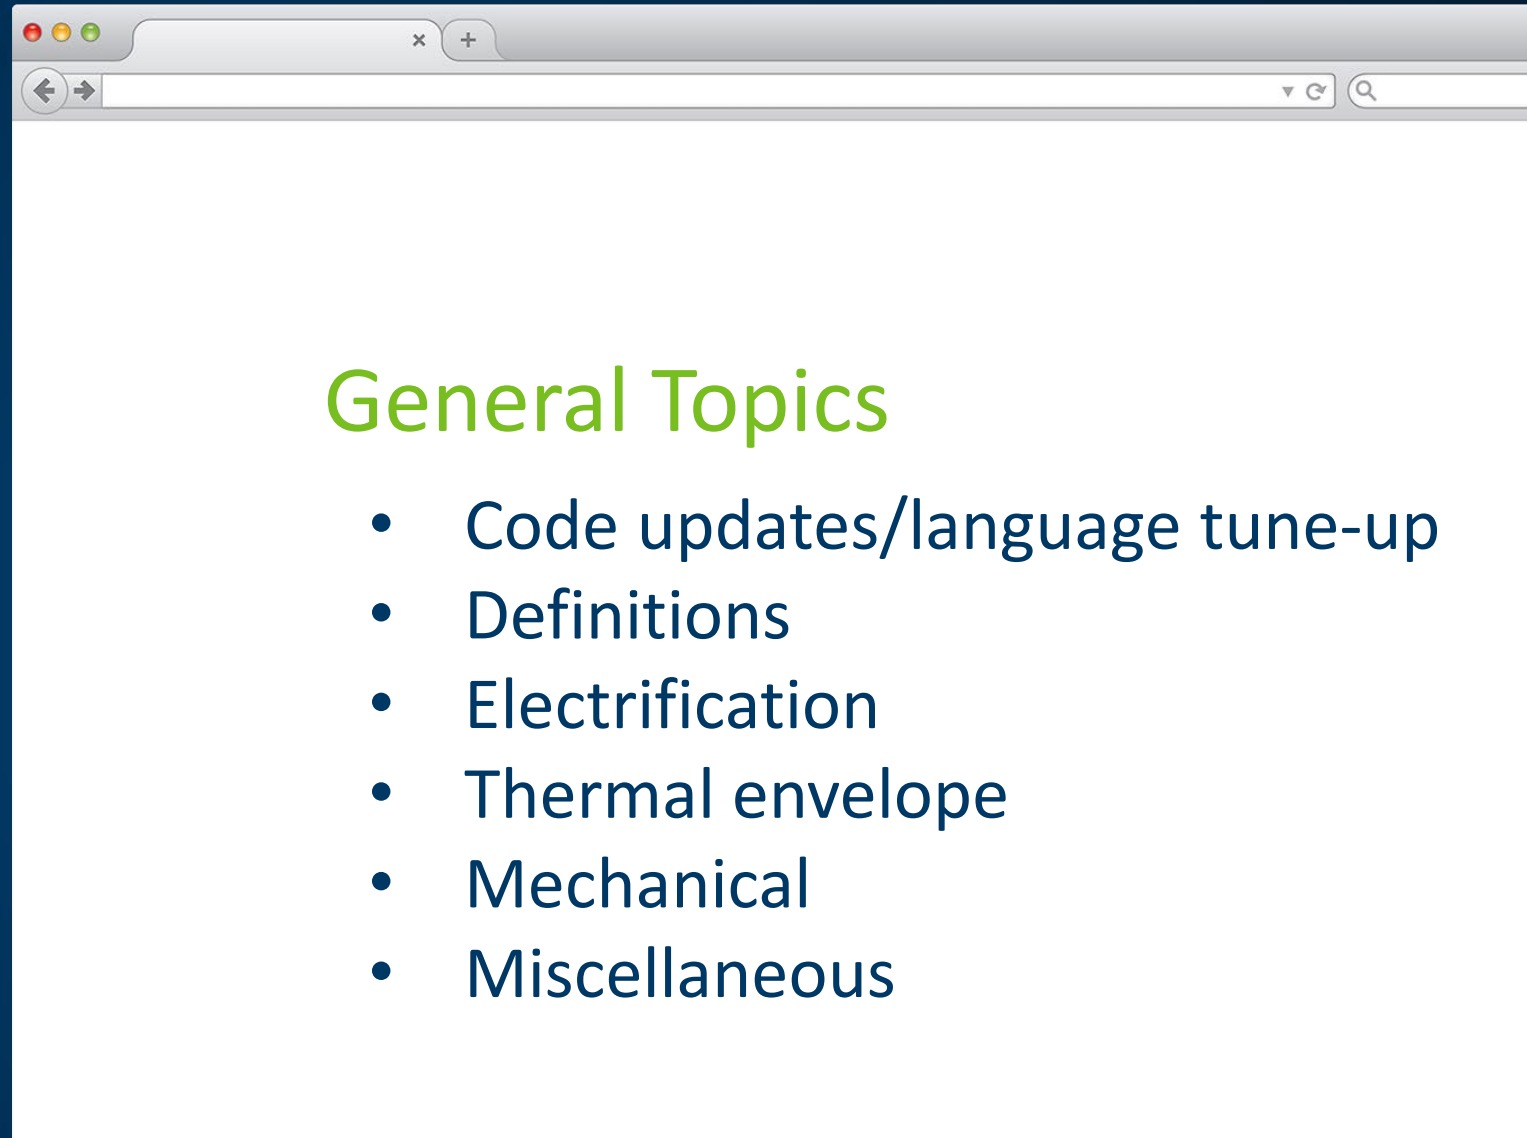 General Topics
• Code updates/language tune-up
• Definitions
• Electrification
• Thermal envelope
• Mechanical
• Miscellaneous